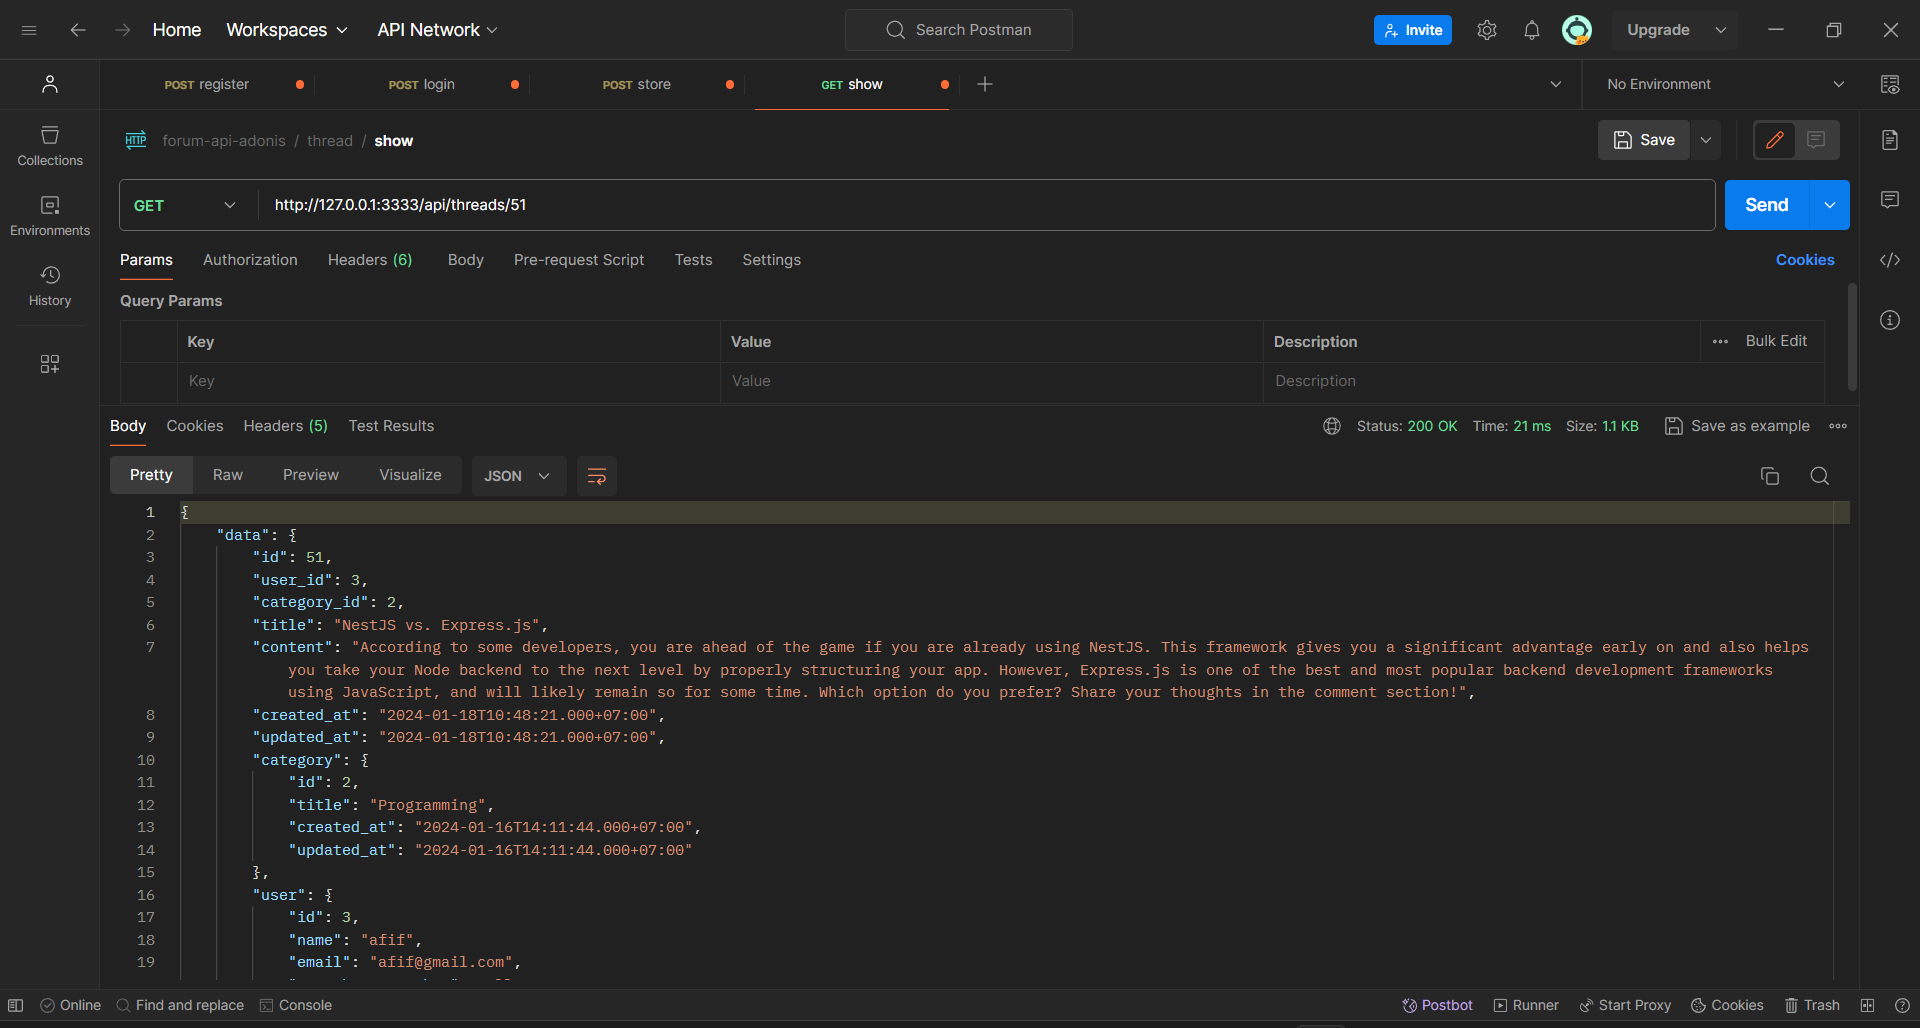 Home Workspaces API Network Search Postman Invite Upgrade
POST register POST login POST store GET show No Environment
forum-api-adonis / thread / show Save
HTTP
Collections
Environments
History
GET http://127.0.0.1:3333/api/threads/51 Send
Params Authorization Headers (6) Body Pre-request Script Tests Settings Cookies
Query Params
Key Value Description Bulk Edit
Key Value Description
Body Cookies Headers (5) Test Results Status: 200 OK Time: 21 ms Size: 1.1 KB Save as example
Pretty Raw Preview Visualize JSON
1 {
2 "data": {
3 "id": 51,
4 "user_id": 3,
5 "category_id": 2,
6 "title": "NestJS vs. Express.js",
7 "content": "According to some developers, you are ahead of the game if you are already using NestJS. This framework gives you a significant advantage early on and also helps
you take your Node backend to the next level by properly structuring your app. However, Express.js is one of the best and most popular backend development frameworks
using JavaScript, and will likely remain so for some time. Which option do you prefer? Share your thoughts in the comment section!",
8 "created_at": "2024-01-18T10:48:21.000+07:00",
9 "updated_at": "2024-01-18T10:48:21.000+07:00",
10 "category": {
11 "id": 2,
12 "title": "Programming",
13 "created_at": "2024-01-16T14:11:44.000+07:00",
14 "updated_at": "2024-01-16T14:11:44.000+07:00"
15 },
16 "user": {
17 "id": 3,
18 "name": "afif",
19 "email": "afif@gmail.com",
Online Find and replace Console Postbot Runner Start Proxy Cookies Trash